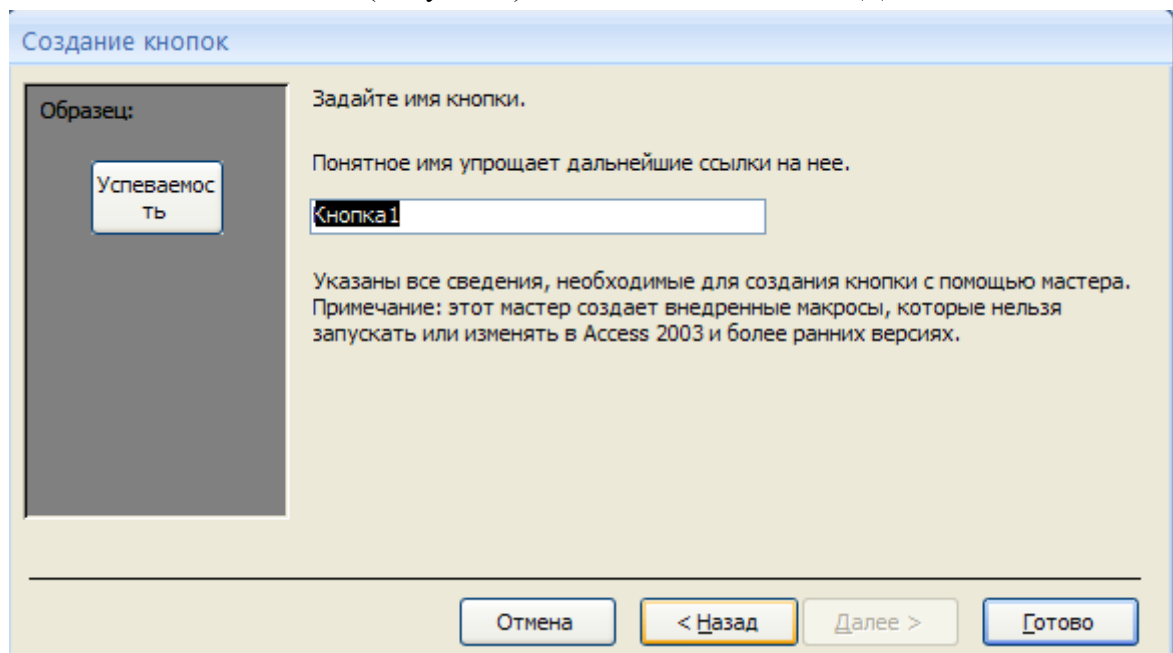 Создание кнопок
Образец:
Успеваемос
ть
Задайте имя кнопки.
Понятное имя упрощает дальнейшие ссылки на нее.
Кнопка1
Указаны все сведения, необходимые для создания кнопки с помощью мастера.
Примечание: этот мастер создает внедренные макросы, которые нельзя
запускать или изменять в Access 2003 и более ранних версиях.
Отмена
< Назад
Далее >
Готово